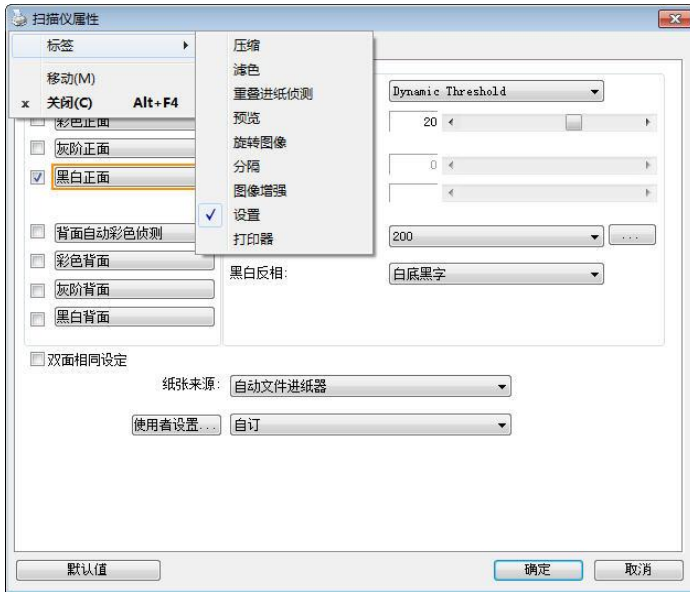 扫描仪属性
标签
移动(M)
x 关闭(C) Alt+F4
压缩
滤色
重叠进纸侦测
预览
旋转图像
分隔
图像增强
设置
打印器
彩色正面
灰阶正面
黑白正面
背面自动彩色侦测
彩色背面
灰阶背面
黑白背面
Dynamic Threshold
20
0
200
...
黑白反相:
白底黑字
双面相同设定
纸张来源:
自动文件进纸器
使用者设置...
自订
默认值
确定
取消